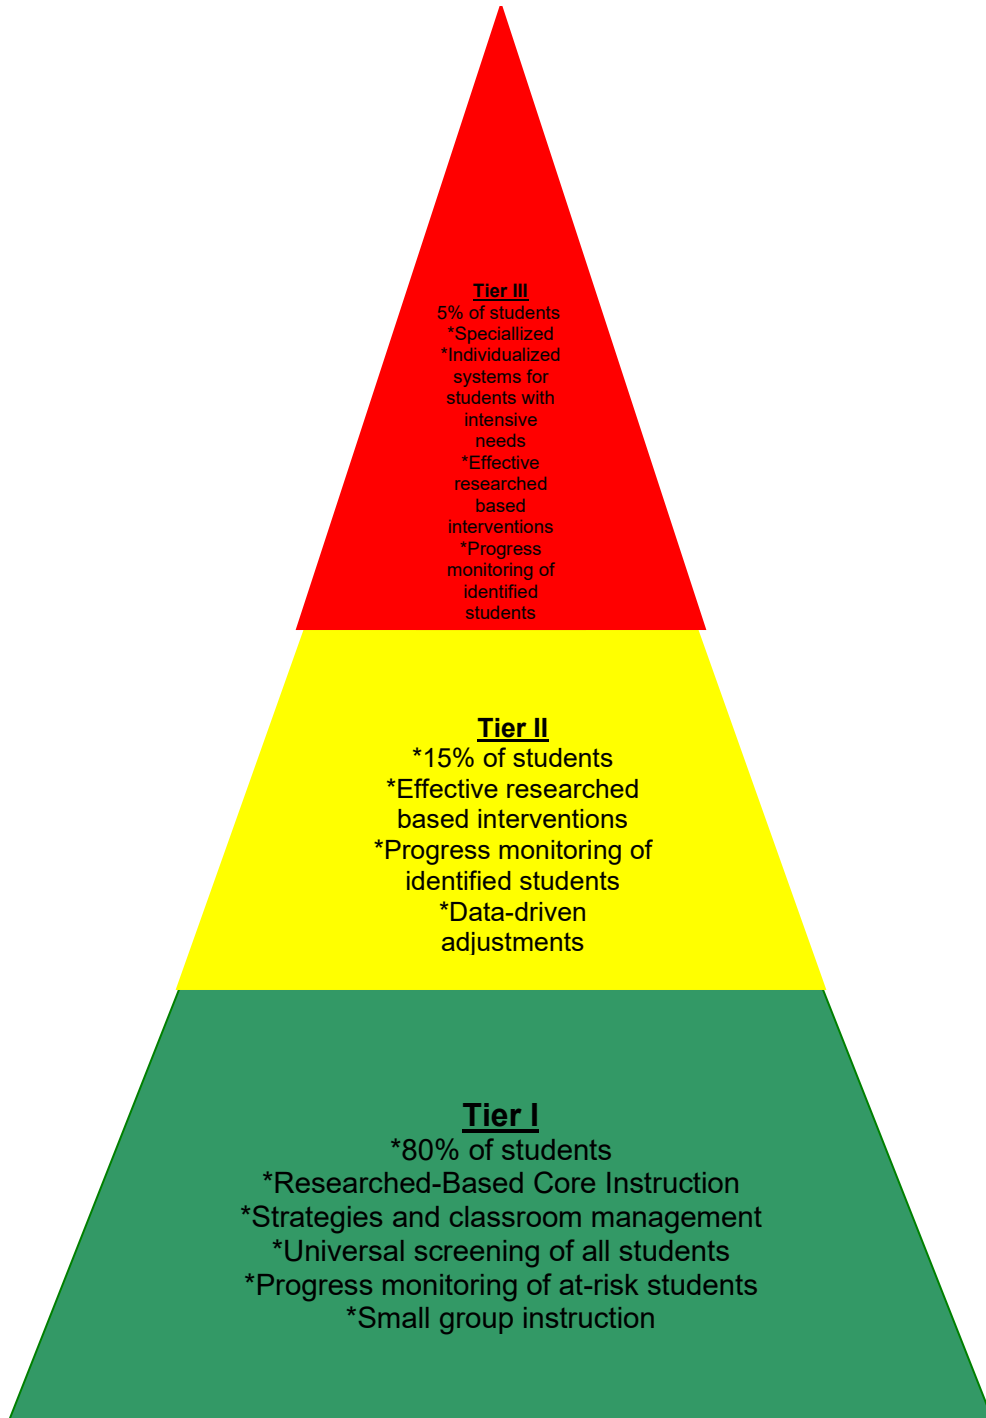 Tier III
5% of students
*Speciallized
*Individualized
systems for
students with
intensive
needs
*Effective
researched
based
interventions
*Progress
monitoring of
identified
students
Tier II
*15% of students
*Effective researched
based interventions
*Progress monitoring of
identified students
*Data-driven
adjustments
Tier I
*80% of students
*Researched-Based Core Instruction
*Strategies and classroom management
*Universal screening of all students
*Progress monitoring of at-risk students
*Small group instruction